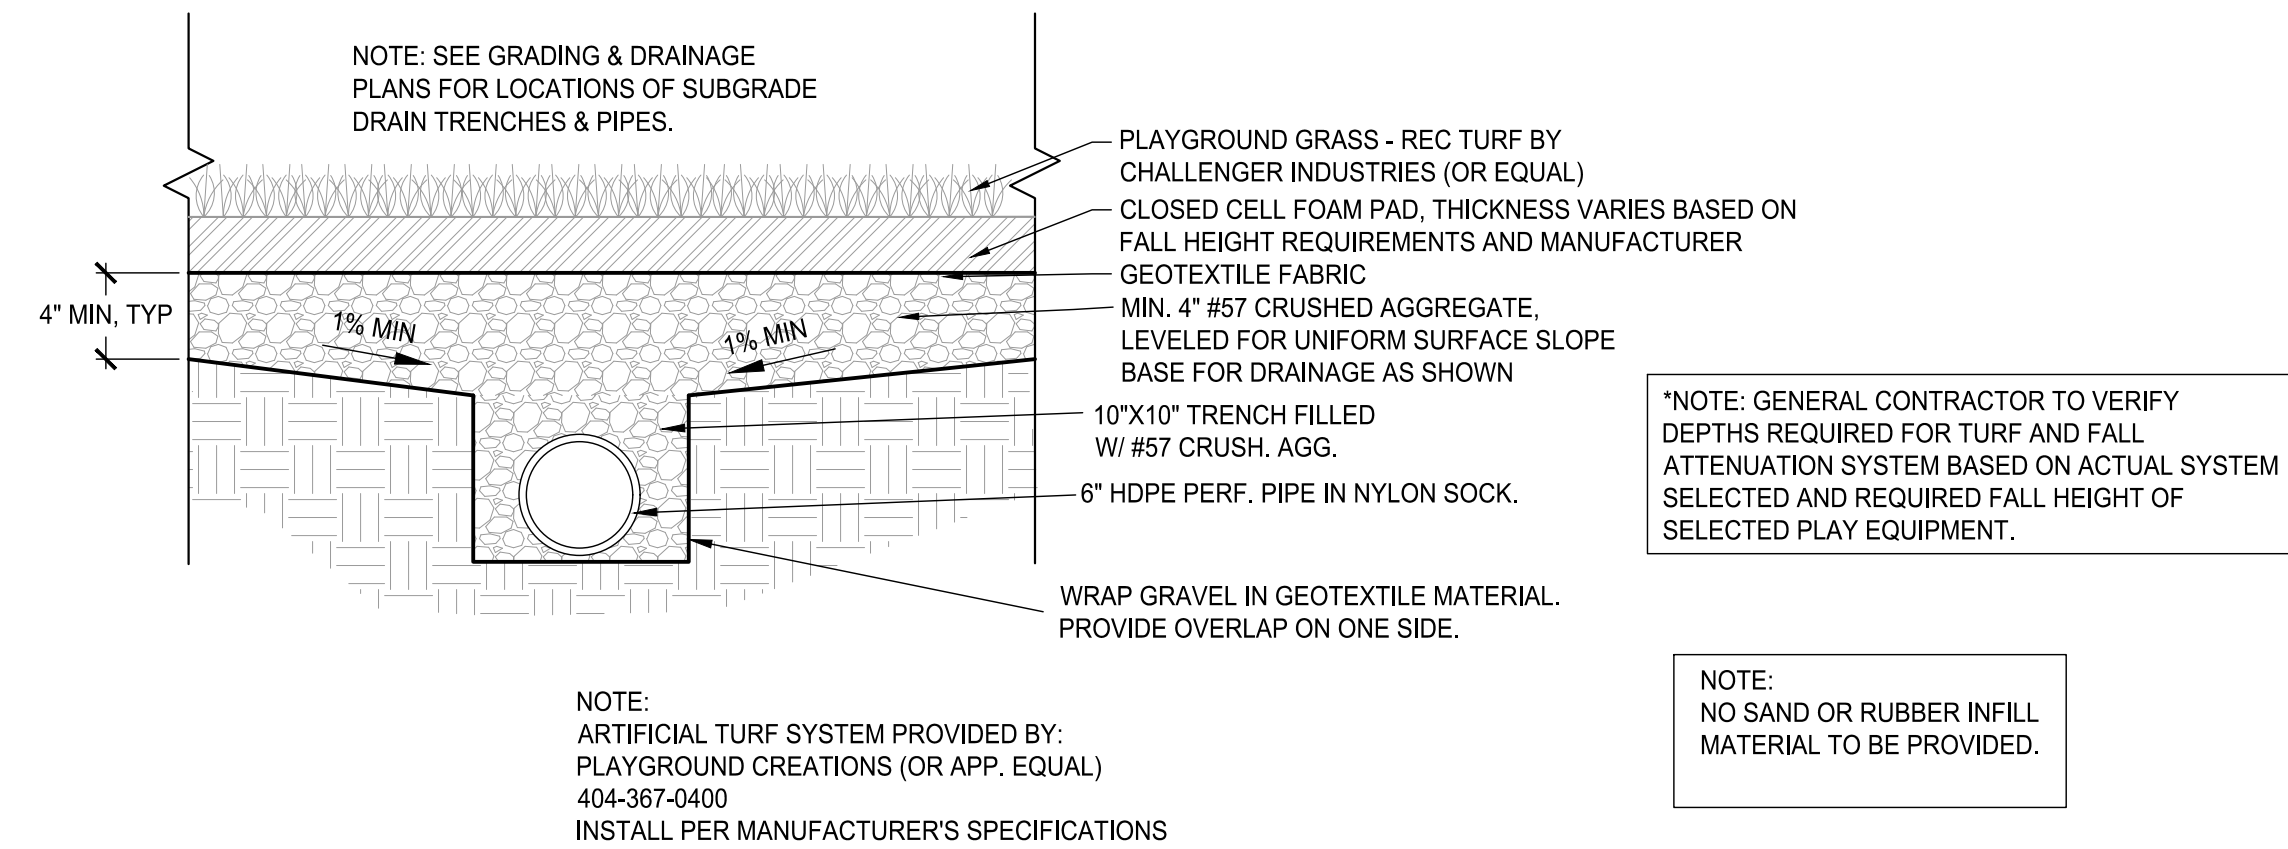 NOTE: SEE GRADING & DRAINAGE
PLANS FOR LOCATIONS OF SUBGRADE
DRAIN TRENCHES & PIPES.
PLAYGROUND GRASS - REC TURF BY
CHALLENGER INDUSTRIES (OR EQUAL)
CLOSED CELL FOAM PAD, THICKNESS VARIES BASED ON
FALL HEIGHT REQUIREMENTS AND MANUFACTURER
GEOTEXTILE FABRIC
MIN. 4" #57 CRUSHED AGGREGATE,
LEVELED FOR UNIFORM SURFACE SLOPE
BASE FOR DRAINAGE AS SHOWN
4" MIN, TYP
1% MIN
1% MIN
10"X10" TRENCH FILLED
W/ #57 CRUSH. AGG.
6" HDPE PERF. PIPE IN NYLON SOCK.
WRAP GRAVEL IN GEOTEXTILE MATERIAL.
PROVIDE OVERLAP ON ONE SIDE.
*NOTE: GENERAL CONTRACTOR TO VERIFY
DEPTHS REQUIRED FOR TURF AND FALL
ATTENUATION SYSTEM BASED ON ACTUAL SYSTEM
SELECTED AND REQUIRED FALL HEIGHT OF
SELECTED PLAY EQUIPMENT.
NOTE:
NO SAND OR RUBBER INFILL
MATERIAL TO BE PROVIDED.
NOTE:
ARTIFICIAL TURF SYSTEM PROVIDED BY:
PLAYGROUND CREATIONS (OR APP. EQUAL)
404-367-0400
INSTALL PER MANUFACTURER'S SPECIFICATIONS